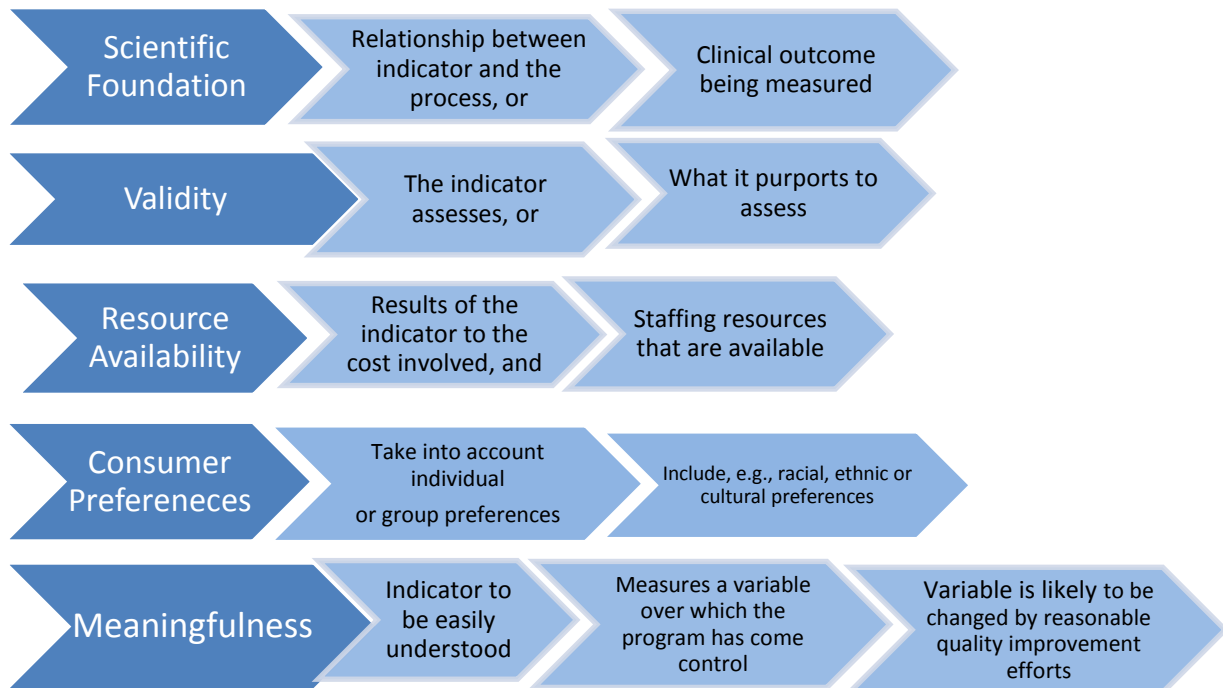 Scientific
Foundation
Relationship between
indicator and the
process, or
Clinical outcome
being measured
Validity
The indicator
assesses, or
What it purports to
assess
Resource
Availability
Results of the
indicator to the
cost involved, and
Staffing resources
that are available
Consumer
Prefereneces
Take into account
individual
or group preferences
Include, e.g., racial, ethnic or
cultural preferences
Meaningfulness
Indicator to
be easily
understood
Measures a variable
over which the
program has come
control
Variable is likely to be
changed by reasonable
quality improvement
efforts